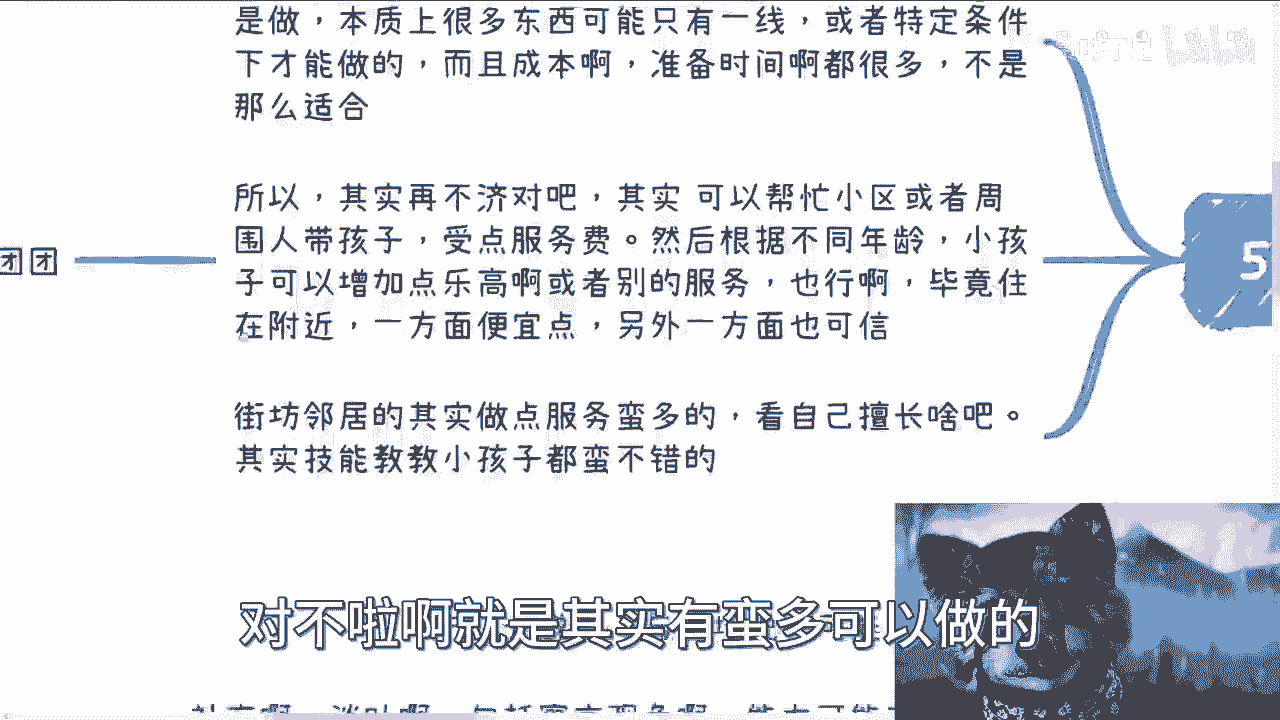 是做，本质上很多东西可能只有一线，或者特定条件
下才能做的，而且成本啊，准备时间啊都很多，不是
那么适合
所以，其实再不济对吧，其实 可以帮忙小区或者周
围人带孩子，受点服务费。然后根据不同年龄，小孩
子可以增加点乐高啊或者别的服务，也行啊，毕竟住
在附近，一方面便宜点，另外一方面也可信
街坊邻居的其实做点服务蛮多的，看自己擅长啥吧。
其实技能教教小孩子都蛮不错的
5
对不啦啊就是其实有蛮多可以做的